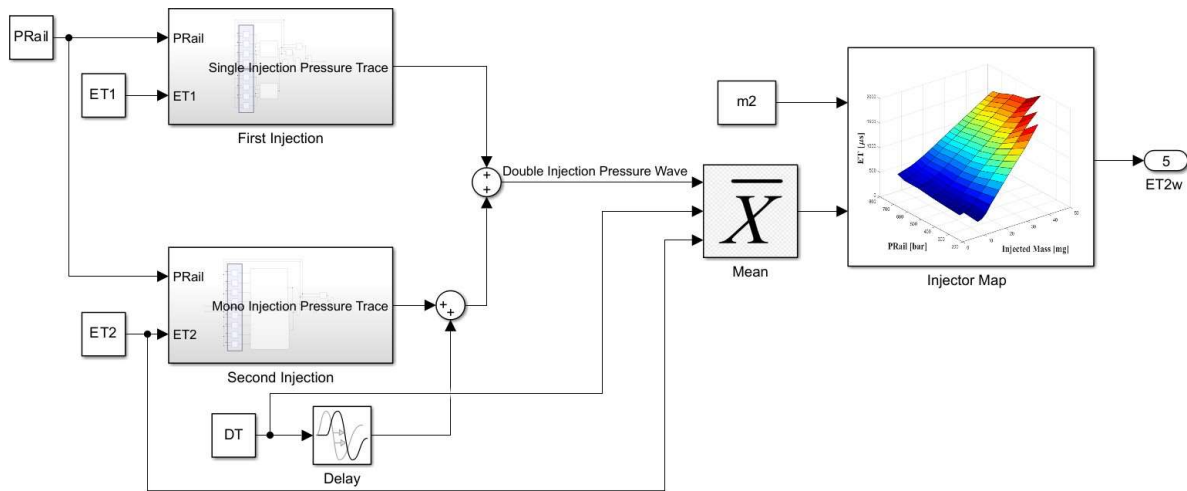 PRail
PRail
Single Injection Pressure Trace
ET1
ET1
First Injection
m2
Double Injection Pressure Wave
X
Mean
ET [μs]
PRail [bar]
Injected Mass [mg]
Injector Map
5
ET2w
PRail
Mono Injection Pressure Trace
ET2
ET2
Second Injection
DT
Delay